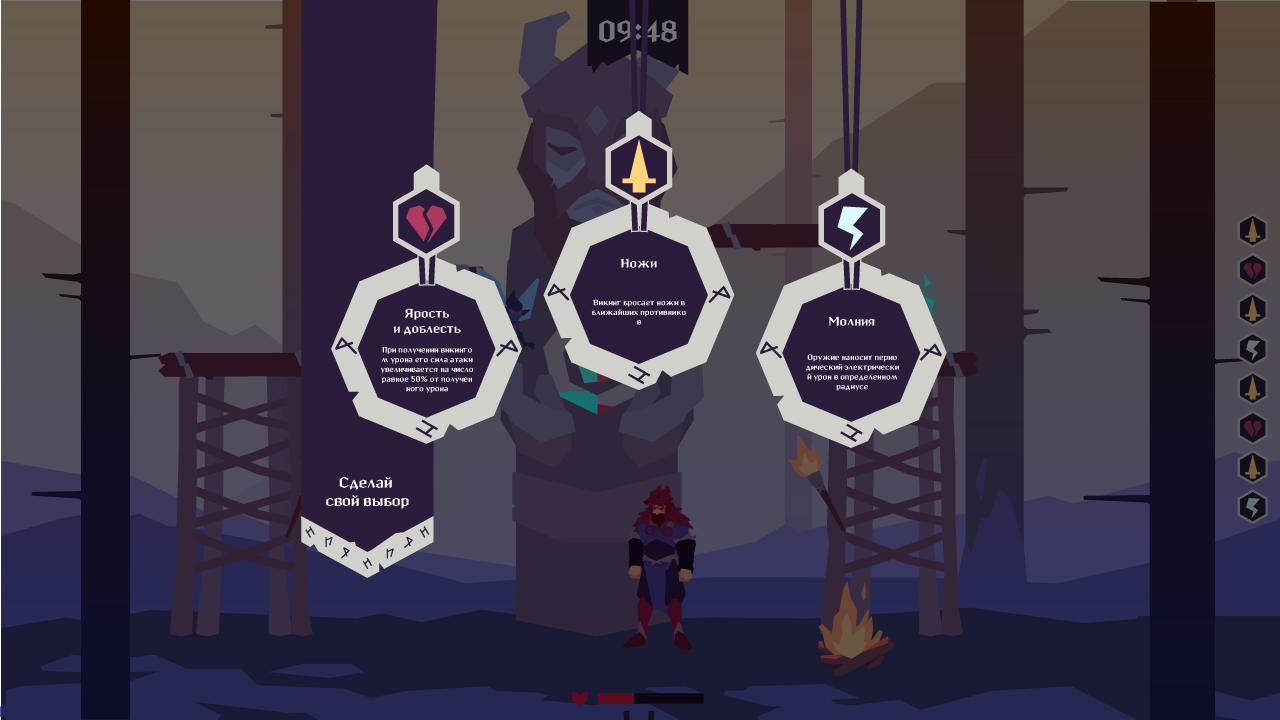 09:48
Ножи
Викинг бросает ножи в
ближайших противнико
в
Ярость
и доблесть
При получении викинго
м урона его сила атаки
увеличивается на число
равное 50% от получен
ного урона
Молния
Оружие наносит перио
дический электрически
й урон в определенном
радиусе
Сделай
свой выбор